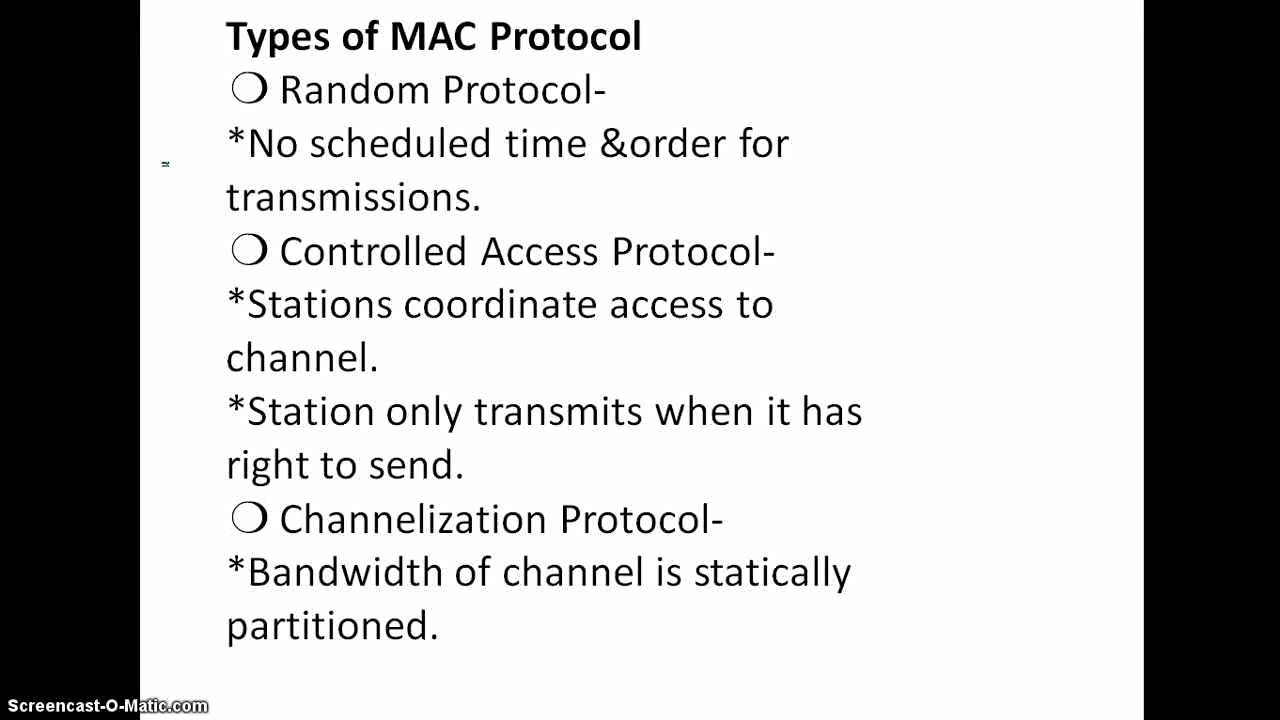 Types of MAC Protocol
❍ Random Protocol-
*No scheduled time &order for
transmissions.
❍ Controlled Access Protocol-
*Stations coordinate access to
channel.
*Station only transmits when it has
right to send.
❍ Channelization Protocol-
*Bandwidth of channel is statically
partitioned.
Screencast-O-Matic.com